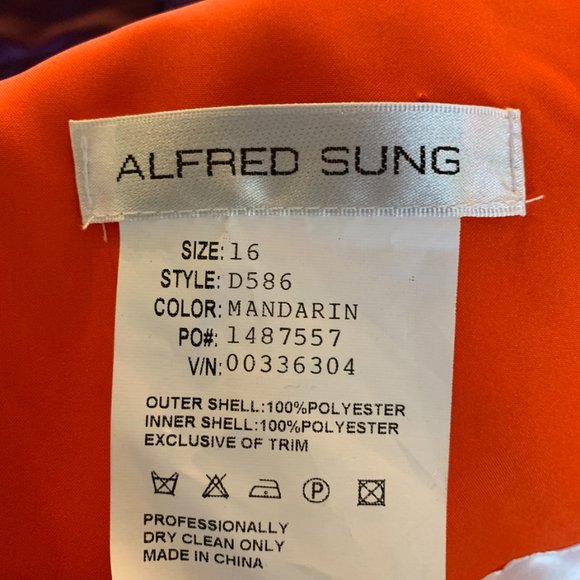 ALFRED SUNG
SIZE: 16
STYLE: D586
COLOR: MANDARIN
PO#: 1487557
V/N: 00336304
OUTER SHELL:100%POLYESTER
INNER SHELL:100%POLYESTER
EXCLUSIVE OF TRIM
P
PROFESSIONALLY
DRY CLEAN ONLY
MADE IN CHINA